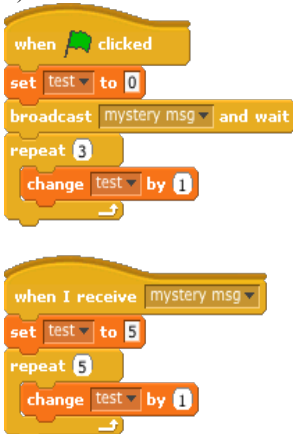 when clicked
set test to 0
broadcast mystery msg and wait
repeat 3
change test by 1
when I receive mystery msg
set test to 5
repeat 5
change test by 1